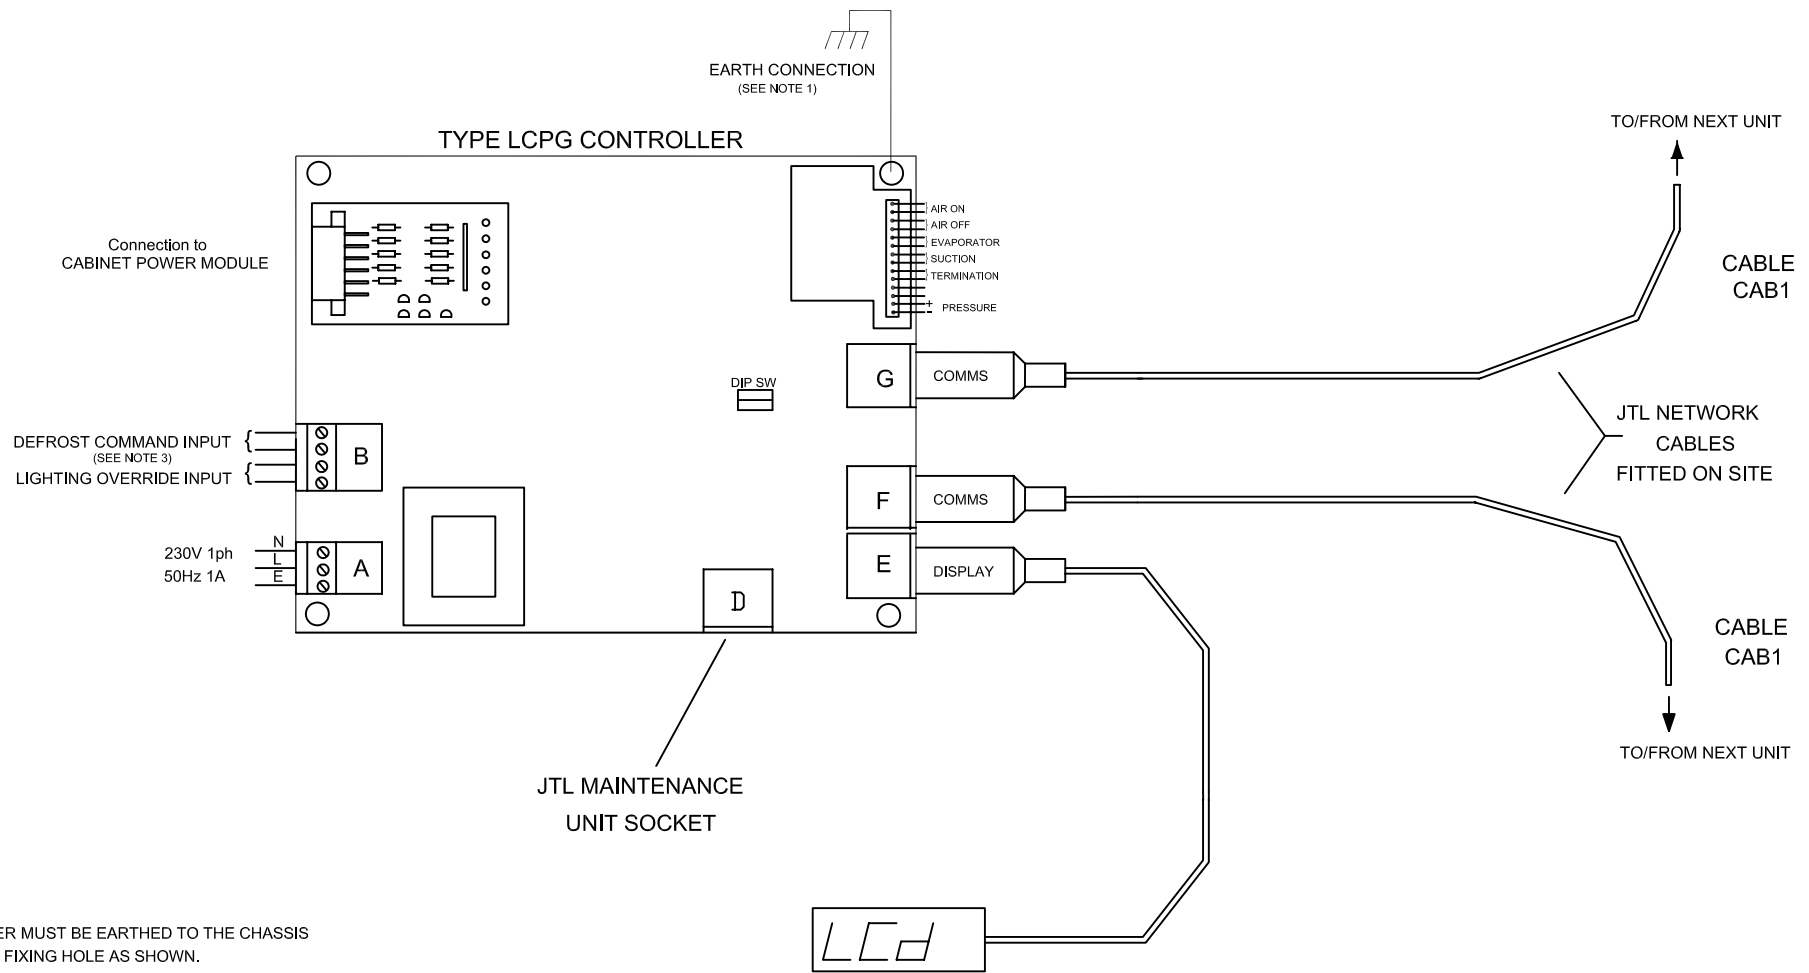 EARTH CONNECTION
(SEE NOTE 1)
TYPE LCPG CONTROLLER
TO/FROM NEXT UNIT
Connection to
CABINET POWER MODULE
AIR ON
AIR OFF
EVAPORATOR
SUCTION
TERMINATION
+
PRESSURE
-
CABLE
CAB1
G
COMMS
DIP SW
JTL NETWORK
CABLES
FITTED ON SITE
DEFROST COMMAND INPUT {
(SEE NOTE 3)
LIGHTING OVERRIDE INPUT {
B
F
COMMS
230V 1ph
50Hz 1A
N
L
E
A
E
DISPLAY
D
CABLE
CAB1
TO/FROM NEXT UNIT
JTL MAINTENANCE
UNIT SOCKET
LCd
ER MUST BE EARTHED TO THE CHASSIS
FIXING HOLE AS SHOWN.